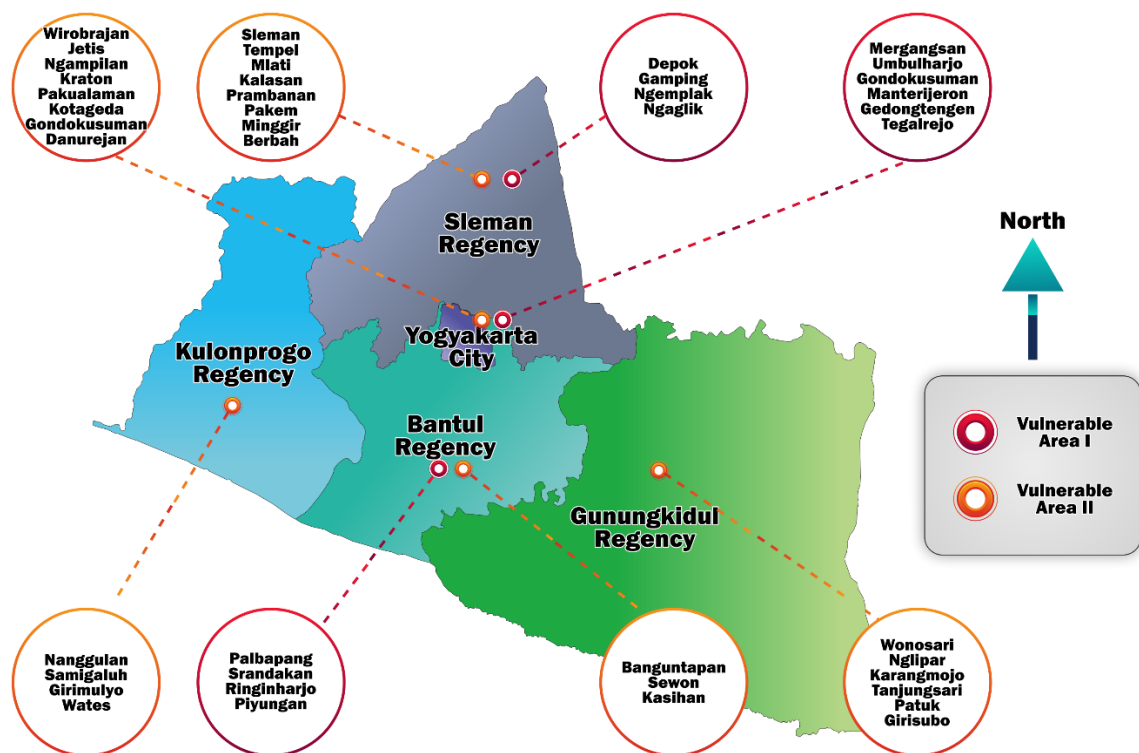 Wirobrajan
Jetis
Ngampilan
Kraton
Pakualaman
Kotageda
Gondokusuman
Danurejan
Sleman
Tempel
Mlati
Kalasan
Prambanan
Pakem
Minggir
Berbah
Depok
Gamping
Ngemplak
Ngaglik
Mergangsan
Umbulharjo
Gondokusuman
Manterijeron
Gedongtengen
Tegalrejo
Sleman
Regency
North
Yogyakarta
City
Kulonprogo
Regency
Bantul
Regency
Gunungkidul
Regency
Vulnerable
Area I
Vulnerable
Area II
Nanggulan
Samigaluh
Girimulyo
Wates
Palbapang
Srandakan
Ringinharjo
Piyungan
Banguntapan
Sewon
Kasihan
Wonosari
Nglipar
Karangmojo
Tanjungsari
Patuk
Girisubo